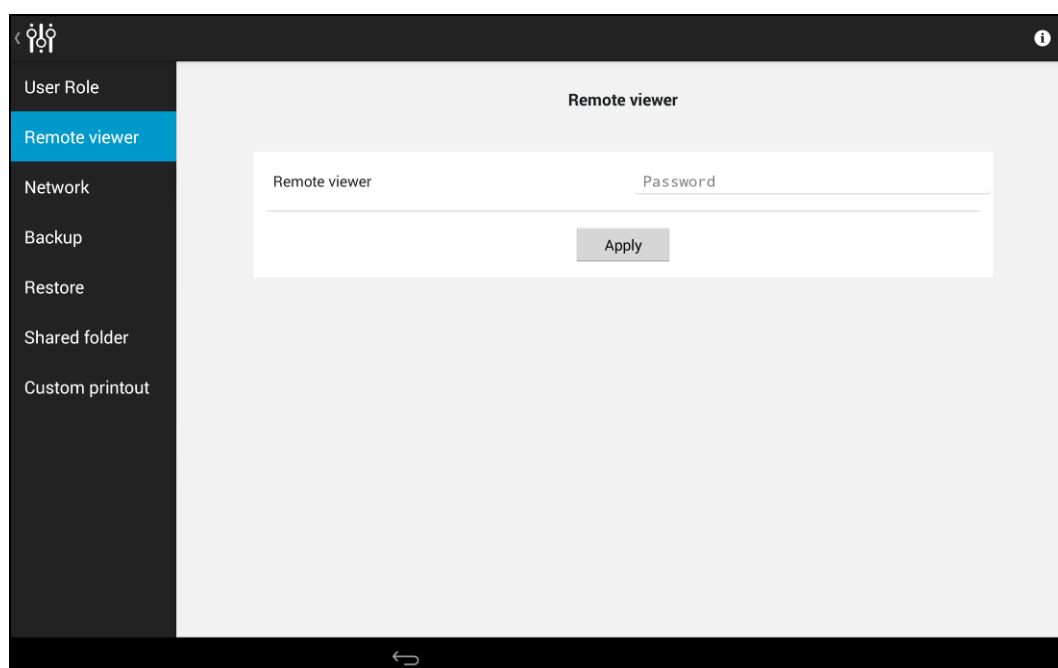 User Role
Remote viewer
Network
Backup
Restore
Shared folder
Custom printout
Remote viewer
Remote viewer Password
Apply